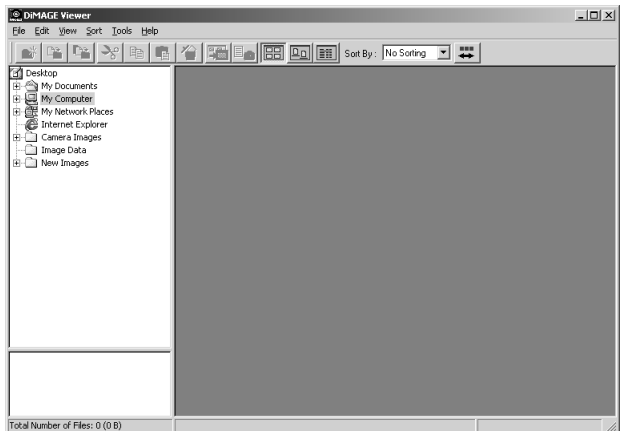 DiMAGE Viewer
File Edit View Sort Tools Help
Sort By : No Sorting
Desktop
My Documents
My Computer
My Network Places
Internet Explorer
Camera Images
Image Data
New Images
Total Number of Files: 0 (0 B)